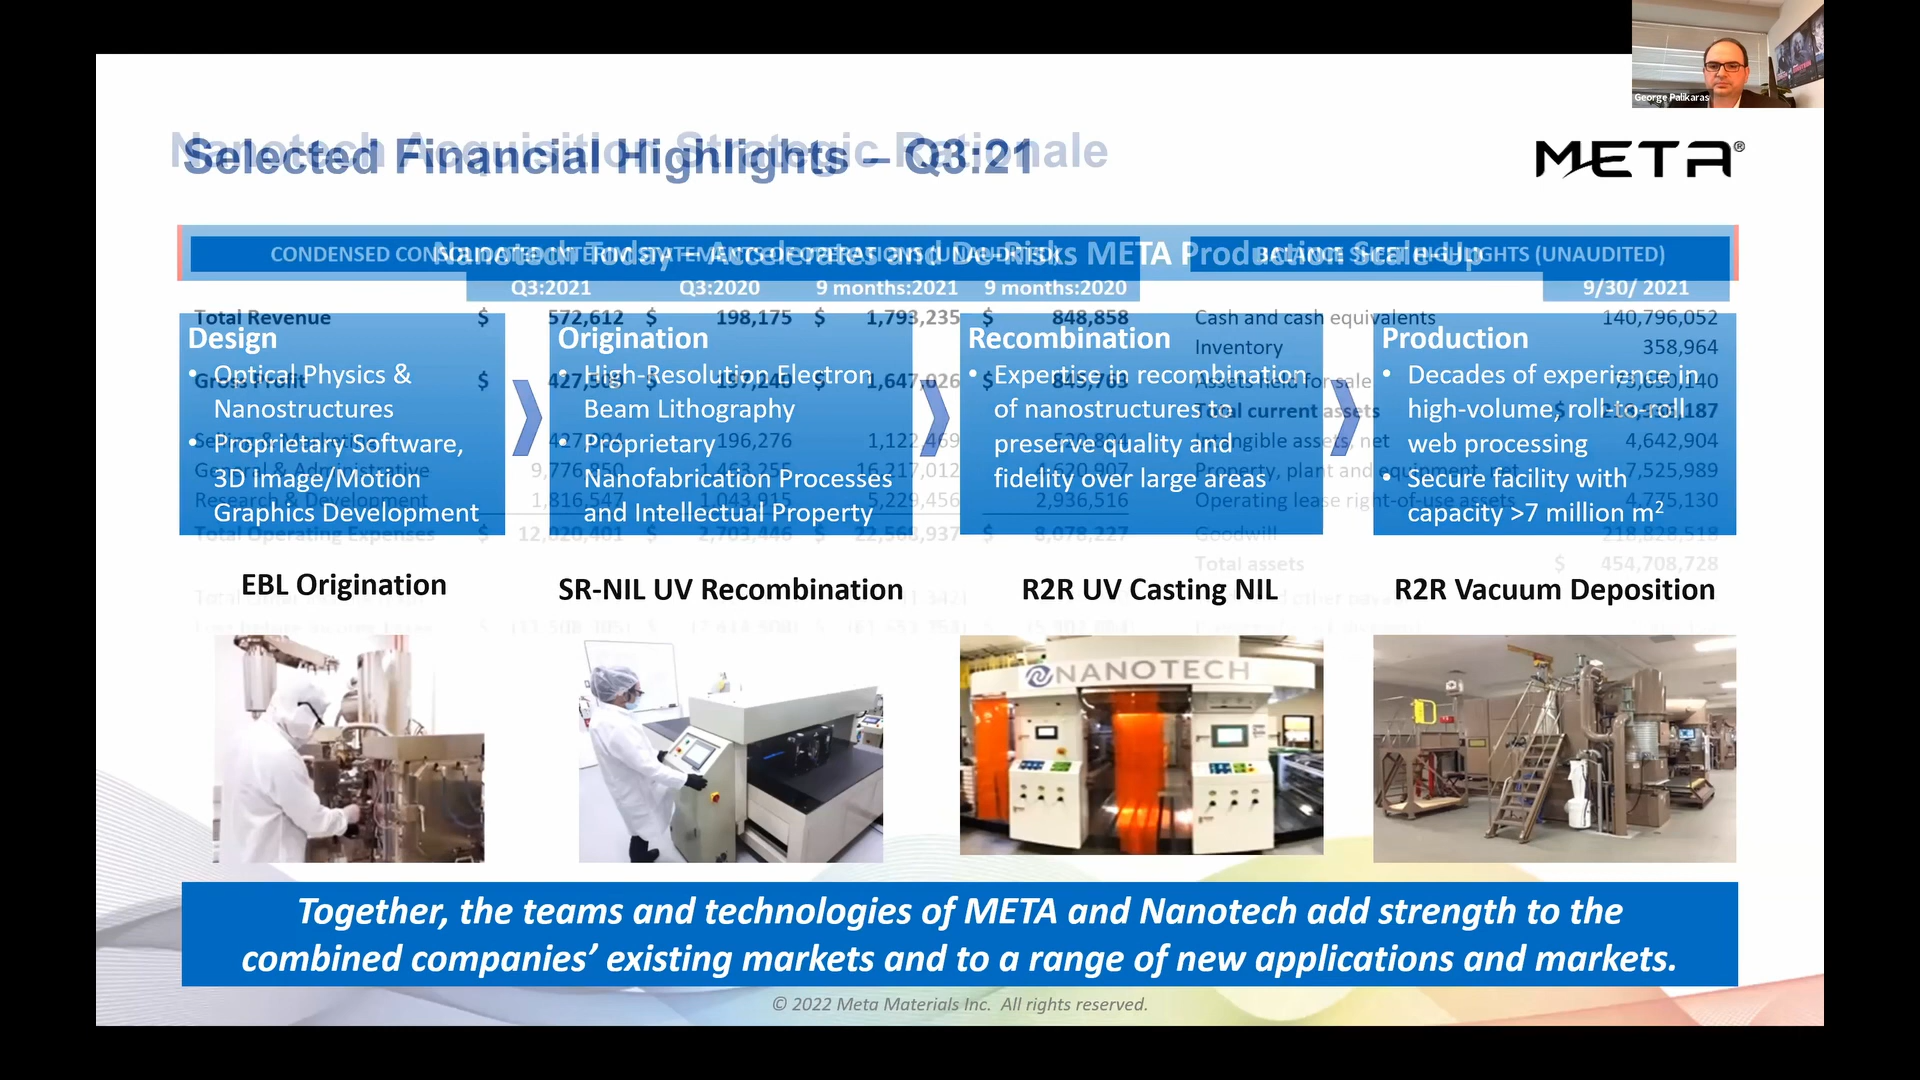 George Palikaras
Nanotech Acquisition Strategic Rationale
Selected Financial Highlights – Q3:21
META®
Nanotech Today – Accelerates and De-Risks META Production Scale-Up
CONDENSED CONSOLIDATED INTERIM STATEMENTS OF OPERATIONS (UNAUDITED)
BALANCE SHEET HIGHLIGHTS (UNAUDITED)
Q3:2021 Q3:2020 9 months:2021 9 months:2020
9/30/ 2021
Total Revenue $ 572,612 $ 198,175 $ 1,793,235 $ 848,858
Cash and cash equivalents 140,796,052
Inventory 358,964
Gross Profit $ $ 197,240 $ 1,647,026 $ 845,763
Assets held for sale
Total current assets $
196,276 1,122,469
Intangible assets, net 4,642,904
General & Administrative 9,776,850 1,463,255 16,217,012 4,620,907
Property, plant and equipment, net 7,525,989
Research & Development 1,816,547 1,043,915 5,229,456 2,936,516
Operating lease right-of-use assets 4,775,130
Total Operating Expenses $ 12,020,401 $ 2,703,446 $ 22,568,937 $ 8,078,227
Goodwill 218,828,518
Total assets $ 454,708,728
Design
• Optical Physics &
Nanostructures
• Proprietary Software,
3D Image/Motion
Graphics Development
Origination
• High-Resolution Electron
Beam Lithography
• Proprietary
Nanofabrication Processes
and Intellectual Property
Recombination
• Expertise in recombination
of nanostructures to
preserve quality and
fidelity over large areas
Production
• Decades of experience in
high-volume, roll-to-roll
web processing
• Secure facility with
capacity >7 million m²
EBL Origination
SR-NIL UV Recombination
R2R UV Casting NIL
R2R Vacuum Deposition
NANOTECH
Together, the teams and technologies of META and Nanotech add strength to the
combined companies’ existing markets and to a range of new applications and markets.
© 2022 Meta Materials Inc. All rights reserved.